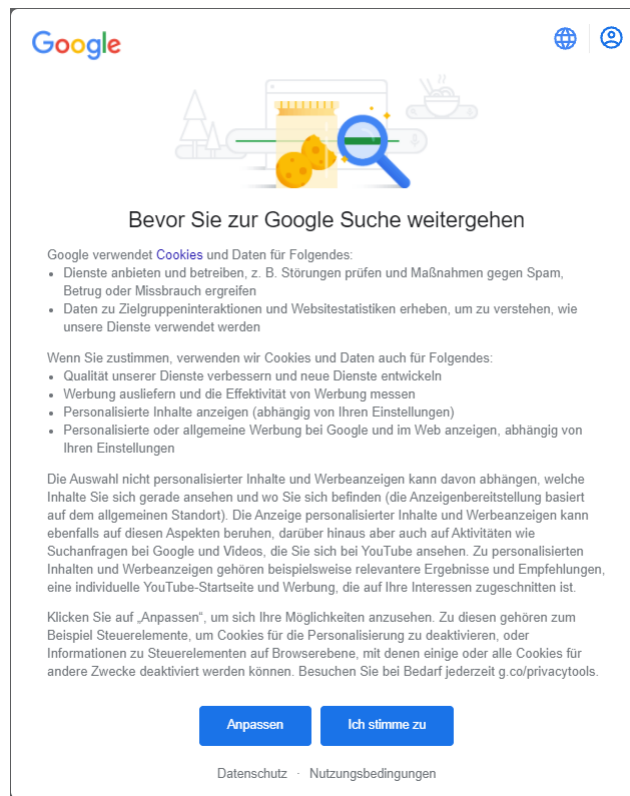 Google
Bevor Sie zur Google Suche weitergehen
Google verwendet Cookies und Daten für Folgendes:
• Dienste anbieten und betreiben, z. B. Störungen prüfen und Maßnahmen gegen Spam,
Betrug oder Missbrauch ergreifen
• Daten zu Zielgruppeninteraktionen und Websitestatistiken erheben, um zu verstehen, wie
unsere Dienste verwendet werden
Wenn Sie zustimmen, verwenden wir Cookies und Daten auch für Folgendes:
• Qualität unserer Dienste verbessern und neue Dienste entwickeln
• Werbung ausliefern und die Effektivität von Werbung messen
• Personalisierte Inhalte anzeigen (abhängig von Ihren Einstellungen)
• Personalisierte oder allgemeine Werbung bei Google und im Web anzeigen, abhängig von
Ihren Einstellungen
Die Auswahl nicht personalisierter Inhalte und Werbeanzeigen kann davon abhängen, welche
Inhalte Sie sich gerade ansehen und wo Sie sich befinden (die Anzeigenbereitstellung basiert
auf dem allgemeinen Standort). Die Anzeige personalisierter Inhalte und Werbeanzeigen kann
ebenfalls auf diesen Aspekten beruhen, darüber hinaus aber auch auf Aktivitäten wie
Suchanfragen bei Google und Videos, die Sie sich bei YouTube ansehen. Zu personalisierten
Inhalten und Werbeanzeigen gehören beispielsweise relevantere Ergebnisse und Empfehlungen,
eine individuelle YouTube-Startseite und Werbung, die auf Ihre Interessen zugeschnitten ist.
Klicken Sie auf „Anpassen“, um sich Ihre Möglichkeiten anzusehen. Zu diesen gehören zum
Beispiel Steuerelemente, um Cookies für die Personalisierung zu deaktivieren, oder
Informationen zu Steuerelementen auf Browserebene, mit denen einige oder alle Cookies für
andere Zwecke deaktiviert werden können. Besuchen Sie bei Bedarf jederzeit g.co/privacytools.
Anpassen Ich stimme zu
Datenschutz · Nutzungsbedingungen